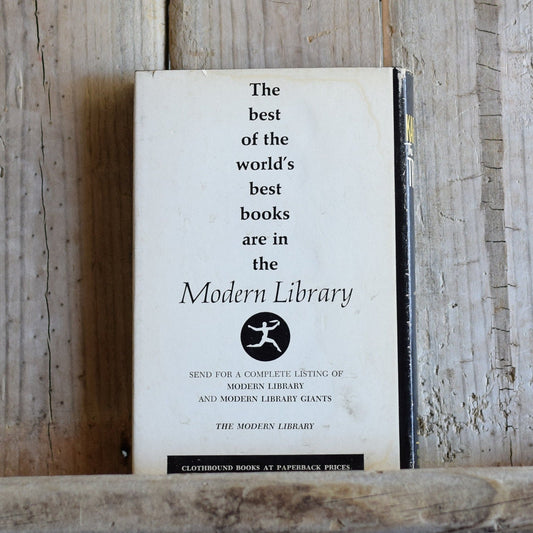 The
best
of the
world's
best
books
are in
the
Modern Library
SEND FOR A COMPLETE LISTING OF
MODERN LIBRARY
AND MODERN LIBRARY GIANTS
THE MODERN LIBRARY
CLOTHBOUND BOOKS AT PAPERBACK PRICES